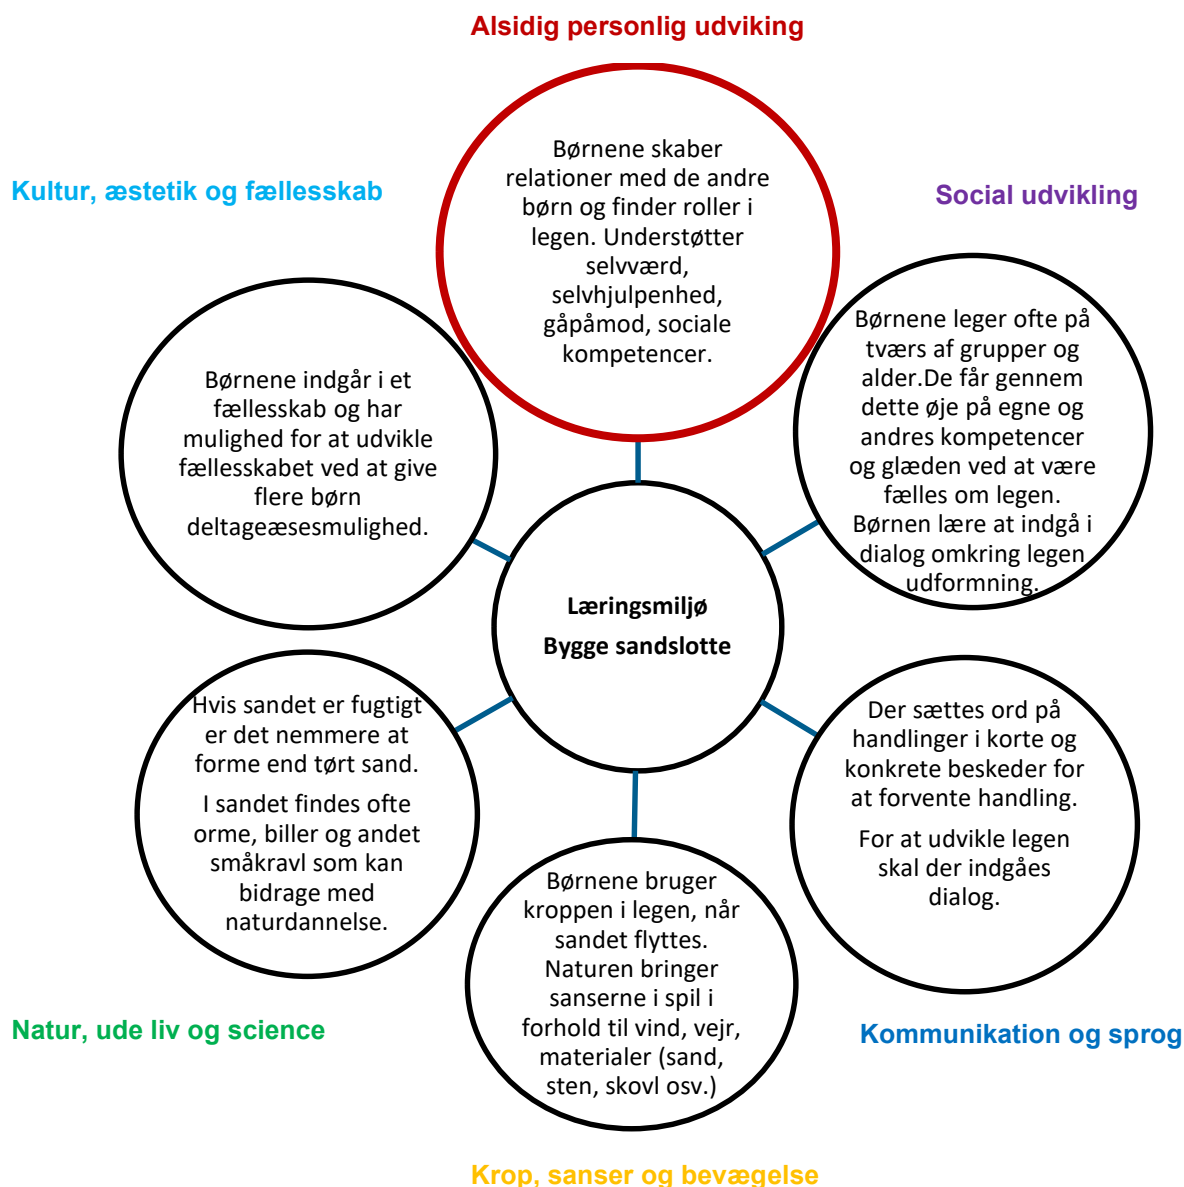 Alsidig personlig udviking
Børnene skaber
relationer med de andre
børn og finder roller i
legen. Understøtter
selvværd,
selvhjulpenhed,
gåpåmod, sociale
kompetencer.
Kultur, æstetik og fællesskab
Børnene indgår i et
fællesskab og har
mulighed for at udvikle
fællesskabet ved at give
flere børn
deltageæsesmulighed.
Social udvikling
Børnene leger ofte på
tværs af grupper og
alder.De får gennem
dette øje på egne og
andres kompetencer
og glæden ved at være
fælles om legen.
Børnen lære at indgå i
dialog omkring legen
udformning.
Læringsmiljø
Bygge sandslotte
Hvis sandet er fugtigt
er det nemmere at
forme end tørt sand.
I sandet findes ofte
orme, biller og andet
småkravl som kan
bidrage med
naturdannelse.
Natur, ude liv og science
Der sættes ord på
handlinger i korte og
konkrete beskeder for
at forvente handling.
For at udvikle legen
skal der indgåes
dialog.
Kommunikation og sprog
Børnene bruger
kroppen i legen, når
sandet flyttes.
Naturen bringer
sanserne i spil i
forhold til vind, vejr,
materialer (sand,
sten, skovl osv.)
Krop, sanser og bevægelse